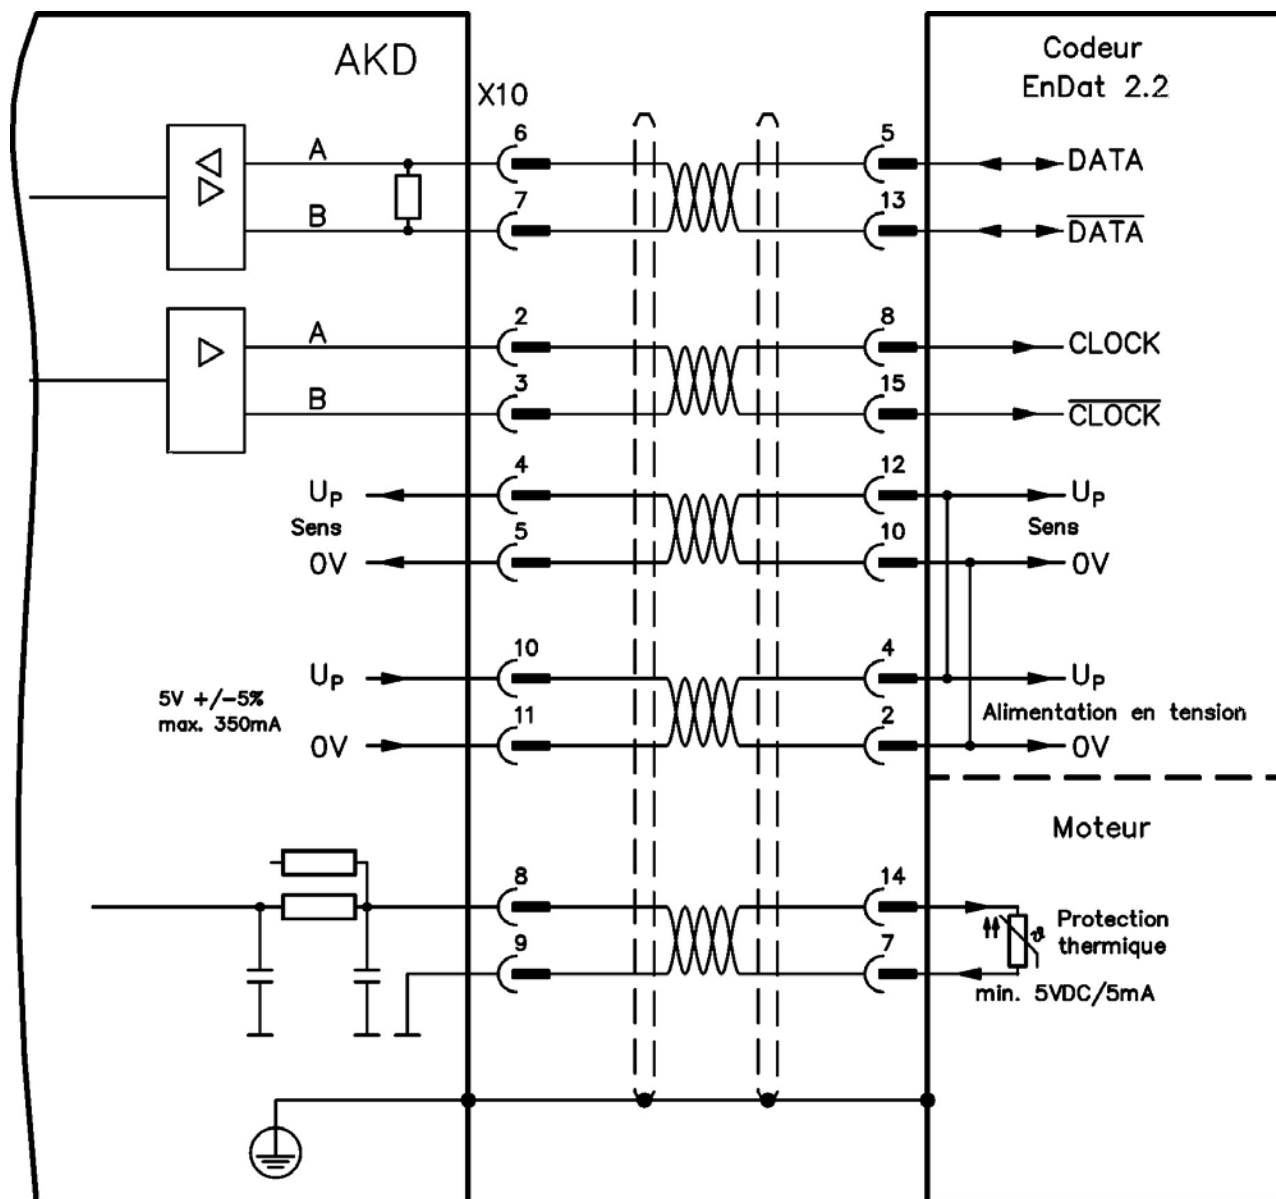 AKD
Codeur
EnDat 2.2
X10
6
5
A
DATA
7
13
B
DATA
2
8
A
CLOCK
3
15
B
CLOCK
4
12
UP
UP
Sens
Sens
5
10
0V
0V
10
4
UP
UP
5V +/-5%
max. 350mA
Alimentation en tension
11
2
0V
0V
Moteur
8
14
Protection
thermique
9
7
ϑ
min. 5VDC/5mA